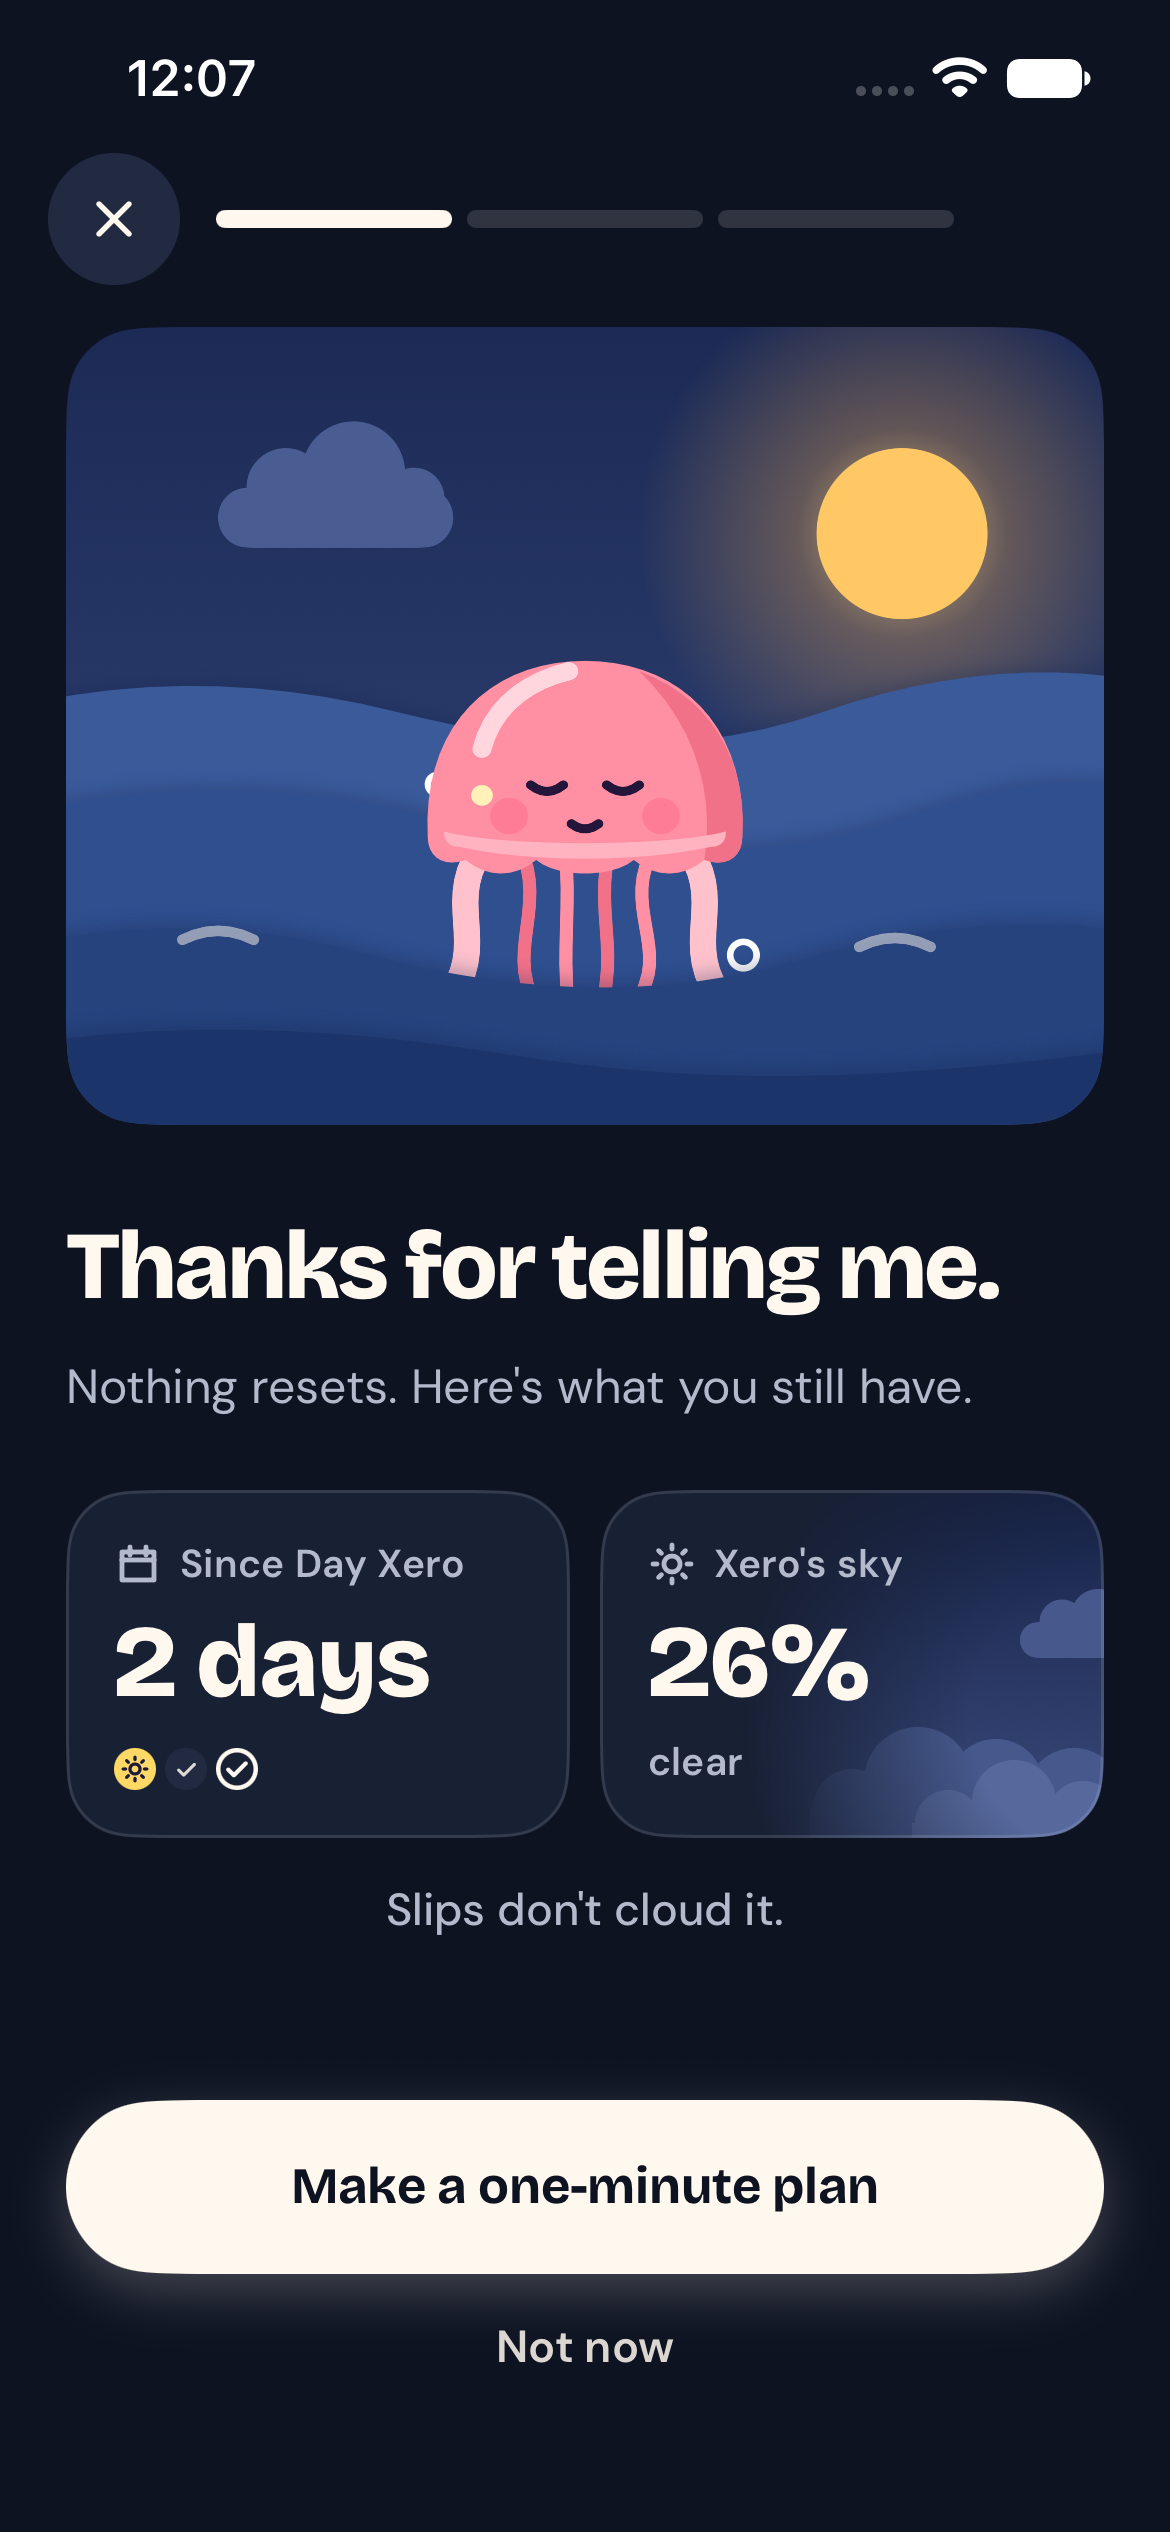 12:07
Thanks for telling me.
Nothing resets. Here's what you still have.
Since Day Xero
2 days
Xero's sky
26%
clear
Slips don't cloud it.
Make a one-minute plan
Not now